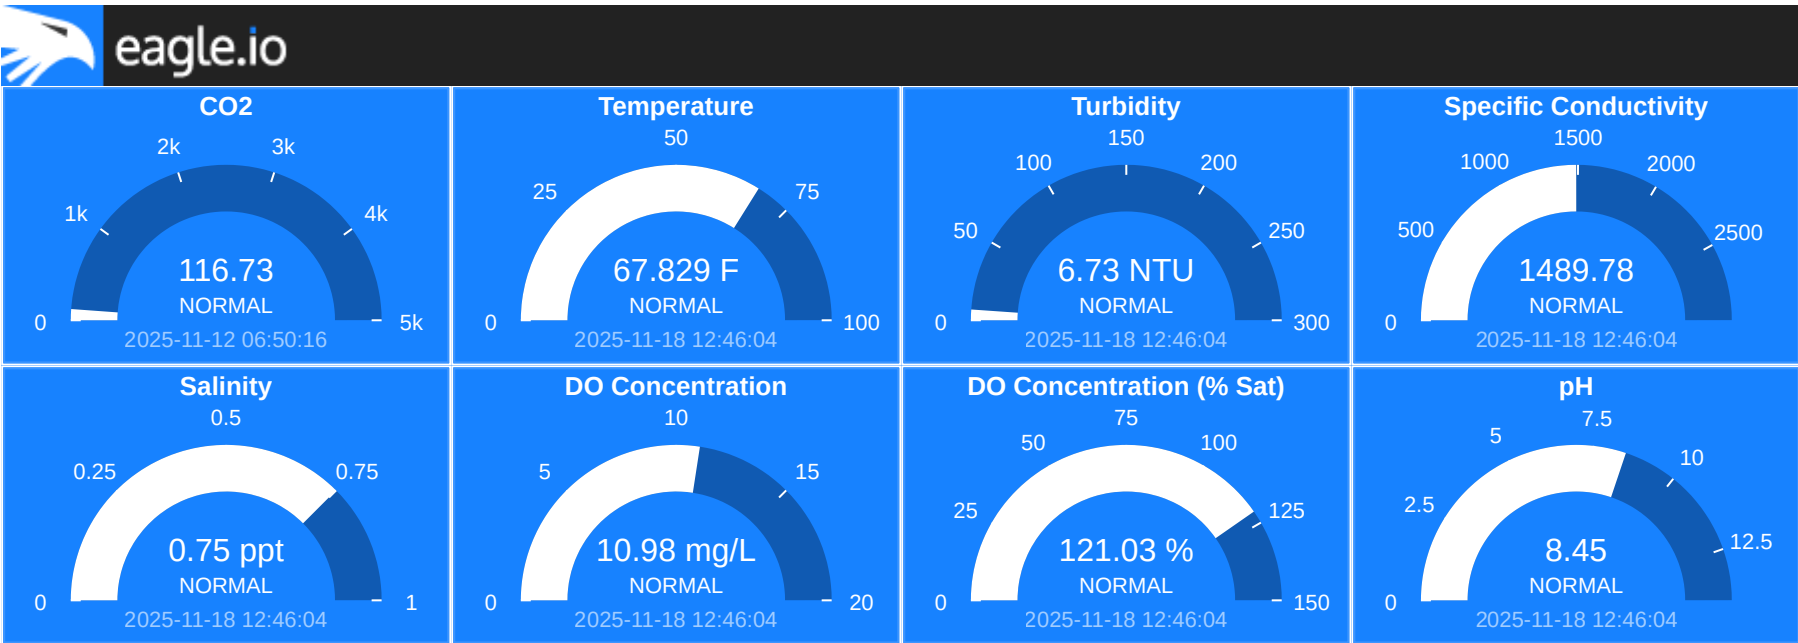 eagle.io
CO2
2k
3k
1k
4k
116.73
NORMAL
0
5k
2025-11-12 06:50:16
Temperature
50
25
75
67.829 F
NORMAL
0
100
2025-11-18 12:46:04
Turbidity
150
100
200
50
250
6.73 NTU
NORMAL
0
300
2025-11-18 12:46:04
Specific Conductivity
1500
1000
2000
500
2500
1489.78
NORMAL
0
2025-11-18 12:46:04
Salinity
0.5
0.25
0.75
0.75 ppt
NORMAL
0
1
2025-11-18 12:46:04
DO Concentration
10
5
15
10.98 mg/L
NORMAL
0
20
2025-11-18 12:46:04
DO Concentration (% Sat)
75
50
100
25
125
121.03 %
NORMAL
0
150
2025-11-18 12:46:04
pH
7.5
5
10
2.5
12.5
8.45
NORMAL
0
2025-11-18 12:46:04